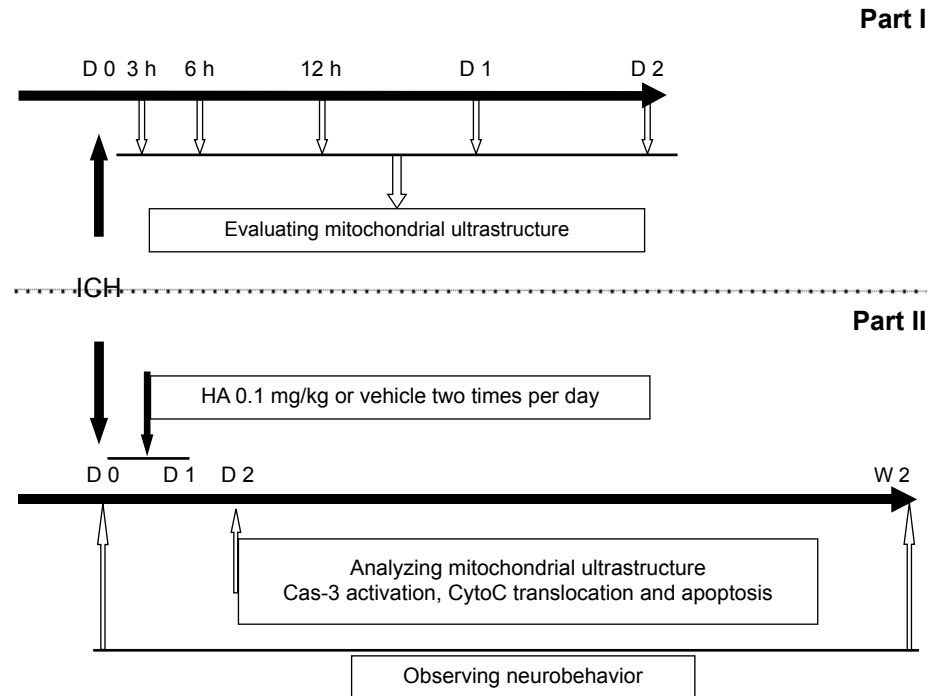 Part I
D 0 3 h 6 h 12 h D 1 D 2
Evaluating mitochondrial ultrastructure
ICH
Part II
HA 0.1 mg/kg or vehicle two times per day
D 0 D 1 D 2 W 2
Analyzing mitochondrial ultrastructure
Cas-3 activation, CytoC translocation and apoptosis
Observing neurobehavior